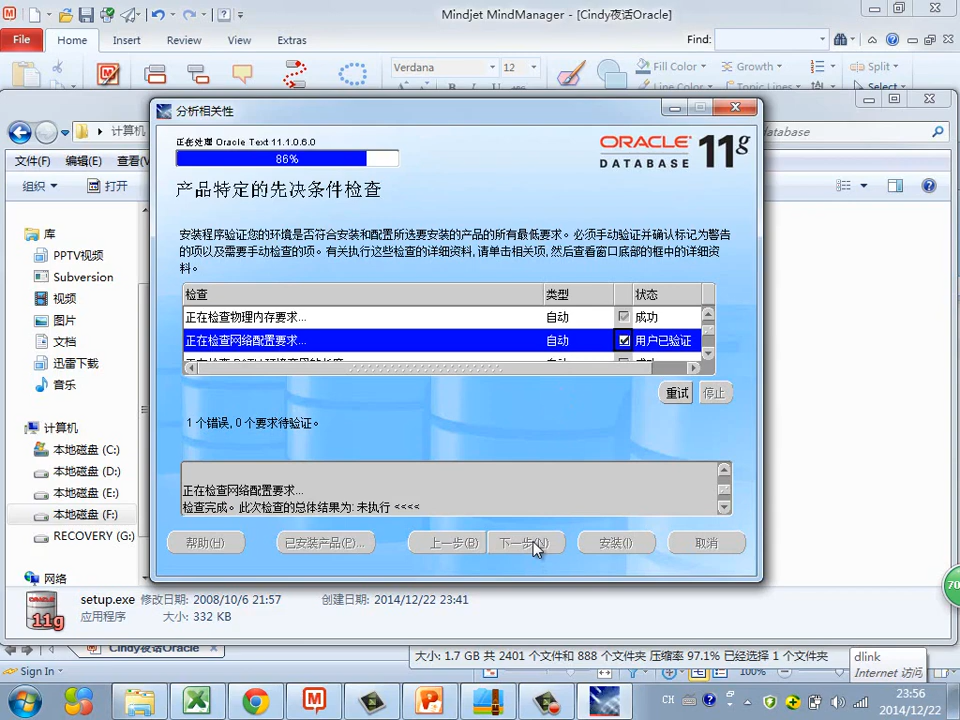 Mindjet MindManager - [Cindy夜话Oracle]
File Home Insert Review View Extras
Find:
Verdana 12 Fill Color Growth Split
Line Color Topic Lines Select
分析相关性
计算机
database
文件(F) 编辑(E) 查看(V)
组织 打开
库
PPTV视频
Subversion
视频
图片
文档
迅雷下载
音乐
计算机
本地磁盘 (C:)
本地磁盘 (D:)
本地磁盘 (E:)
本地磁盘 (F:)
RECOVERY (G:)
网络
正在处理 Oracle Text 11.1.0.6.0
86%
ORACLE
DATABASE 11g
产品特定的先决条件检查
安装程序验证您的环境是否符合安装和配置所选要安装的产品的所有最低要求。必须手动验证并确认标记为警告
的项以及需要手动检查的项。有关执行这些检查的详细资料, 请单击相关项, 然后查看窗口底部的框中的详细资
料。
检查 类型 状态
正在检查物理内存要求... 自动 成功
正在检查网络配置要求... 自动 用户已验证
重试 停止
1 个错误, 0 个要求待验证。
正在检查网络配置要求...
检查完成。此次检查的总体结果为: 未执行 <<<<
帮助(H) 已安装产品(P)... 上一步(B) 下一步(N) 安装(I) 取消
setup.exe 修改日期: 2008/10/6 21:57 创建日期: 2014/12/22 23:41
应用程序 大小: 332 KB
11g
70
Cindy夜话Oracle
大小: 1.7 GB 共 2401 个文件和 888 个文件夹 压缩率 97.1% 已经选择 1 个文件
dlink
Internet 访问
Sign In
100%
CH
23:56
2014/12/22